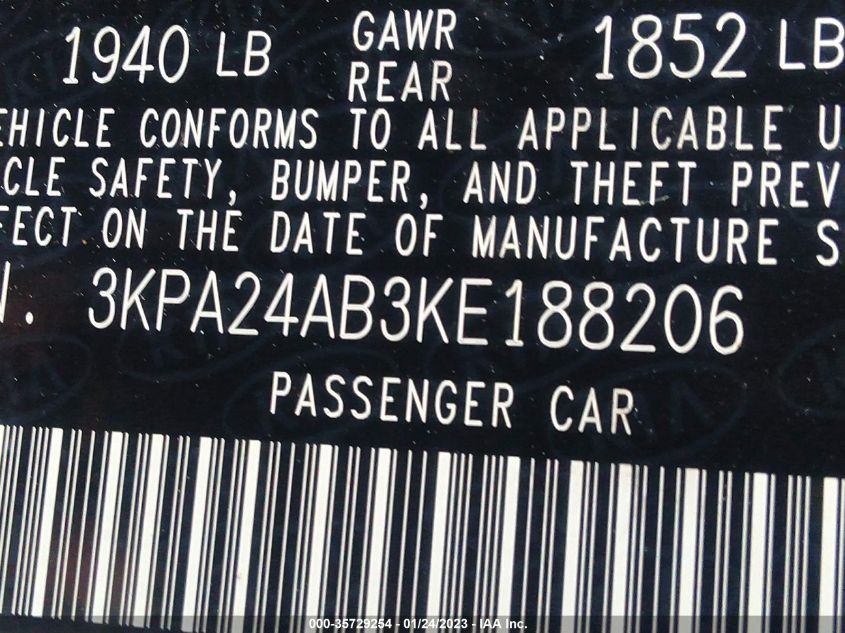 1940 LB GAWR REAR 1852 LB
EHICLE CONFORMS TO ALL APPLICABLE U
CLE SAFETY, BUMPER, AND THEFT PREV
FECT ON THE DATE OF MANUFACTURE S
N. 3KPA24AB3KE188206
PASSENGER CAR
000-35729254 - 01/24/2023 - IAA Inc.